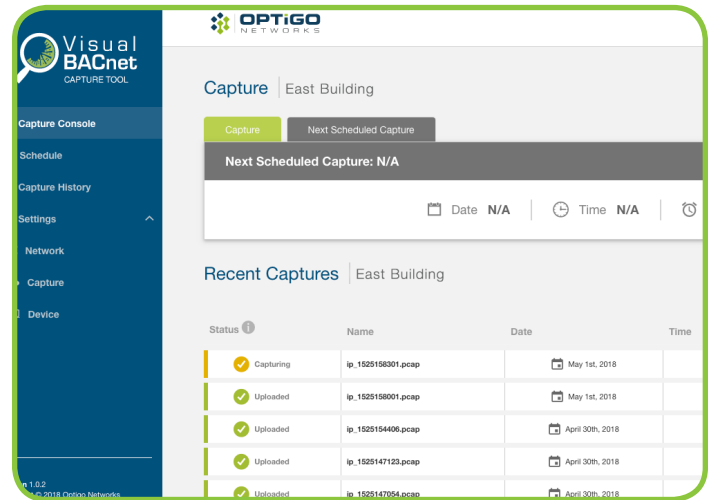 Visual
BACnet
CAPTURE TOOL
OPTiGO
NETWORKS
Capture Console
Schedule
Capture History
Settings
Network
Capture
Device
1.0.2
2018 Optigo Networks
Capture East Building
Capture Next Scheduled Capture
Next Scheduled Capture: N/A
Date N/A Time N/A
Recent Captures East Building
Status i Name Date Time
Capturing ip_1525158301.pcap May 1st, 2018
Uploaded ip_1525158001.pcap May 1st, 2018
Uploaded ip_1525154406.pcap April 30th, 2018
Uploaded ip_1525147123.pcap April 30th, 2018
Uploaded ip_1525147054.pcap April 30th, 2018